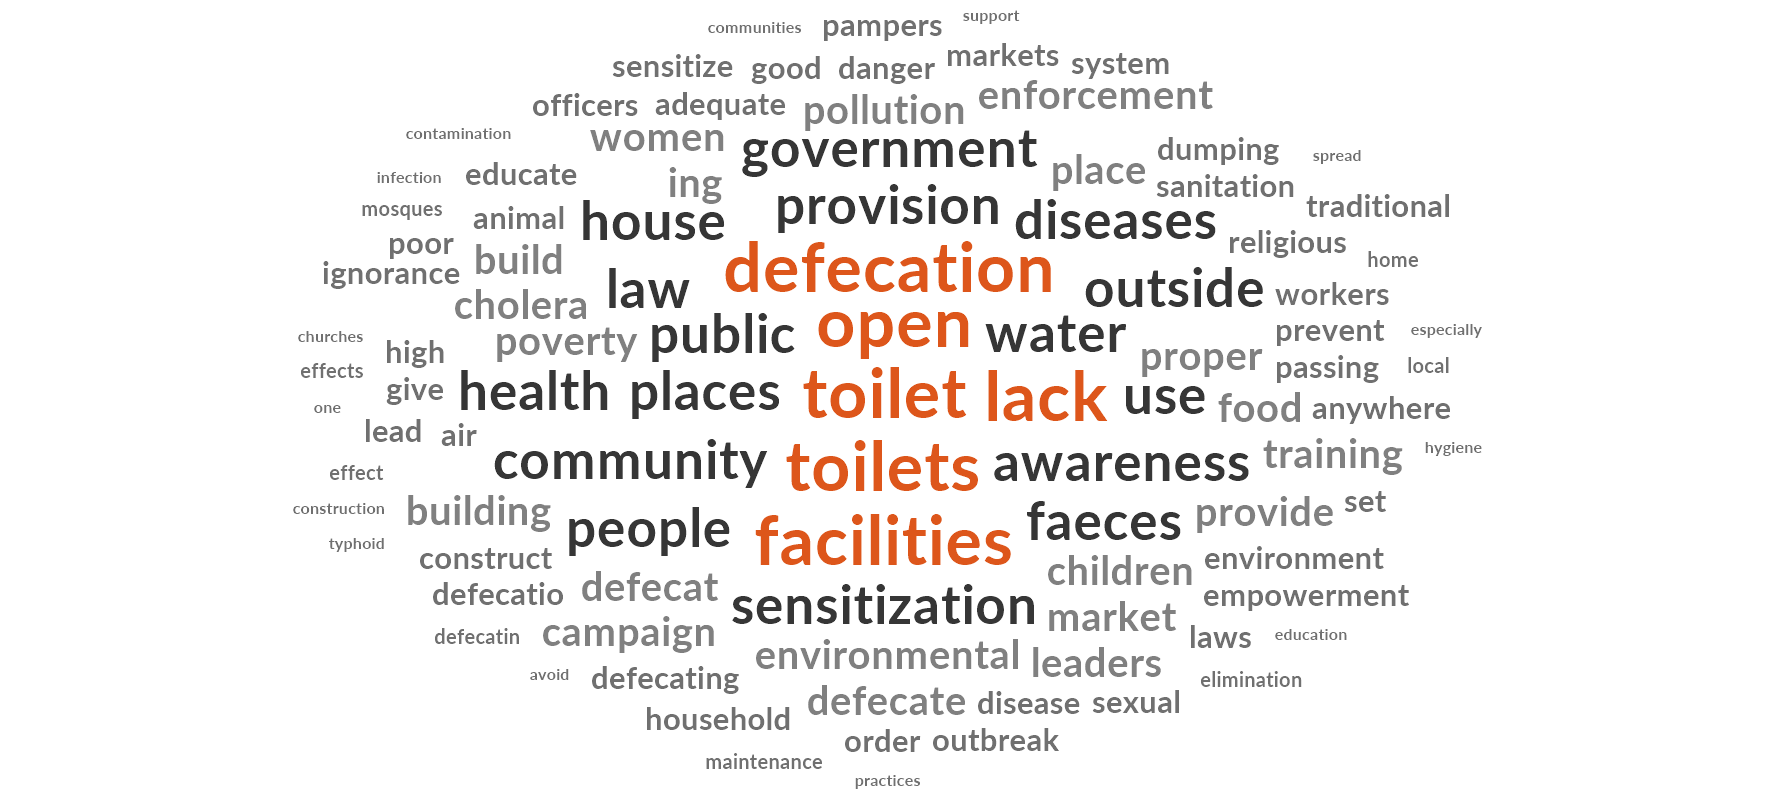 communities pampers support
sensitize good danger markets system
officers adequate pollution enforcement
contamination women government dumping spread
infection educate ing place sanitation
mosques animal house provision diseases traditional
poor build religious home
ignorance law defecation outside workers
cholera public open water prevent especially
churches high poverty proper passing local
effects give health places toilet lack use food anywhere
one lead air
effect community toilets awareness training hygiene
construction building people facilities faeces provide set
typhoid construct children environment
defecatio defecat sensitization market empowerment
defecatin campaign laws education
avoid defecating environmental leaders elimination
household defecate disease sexual
maintenance order outbreak
practices